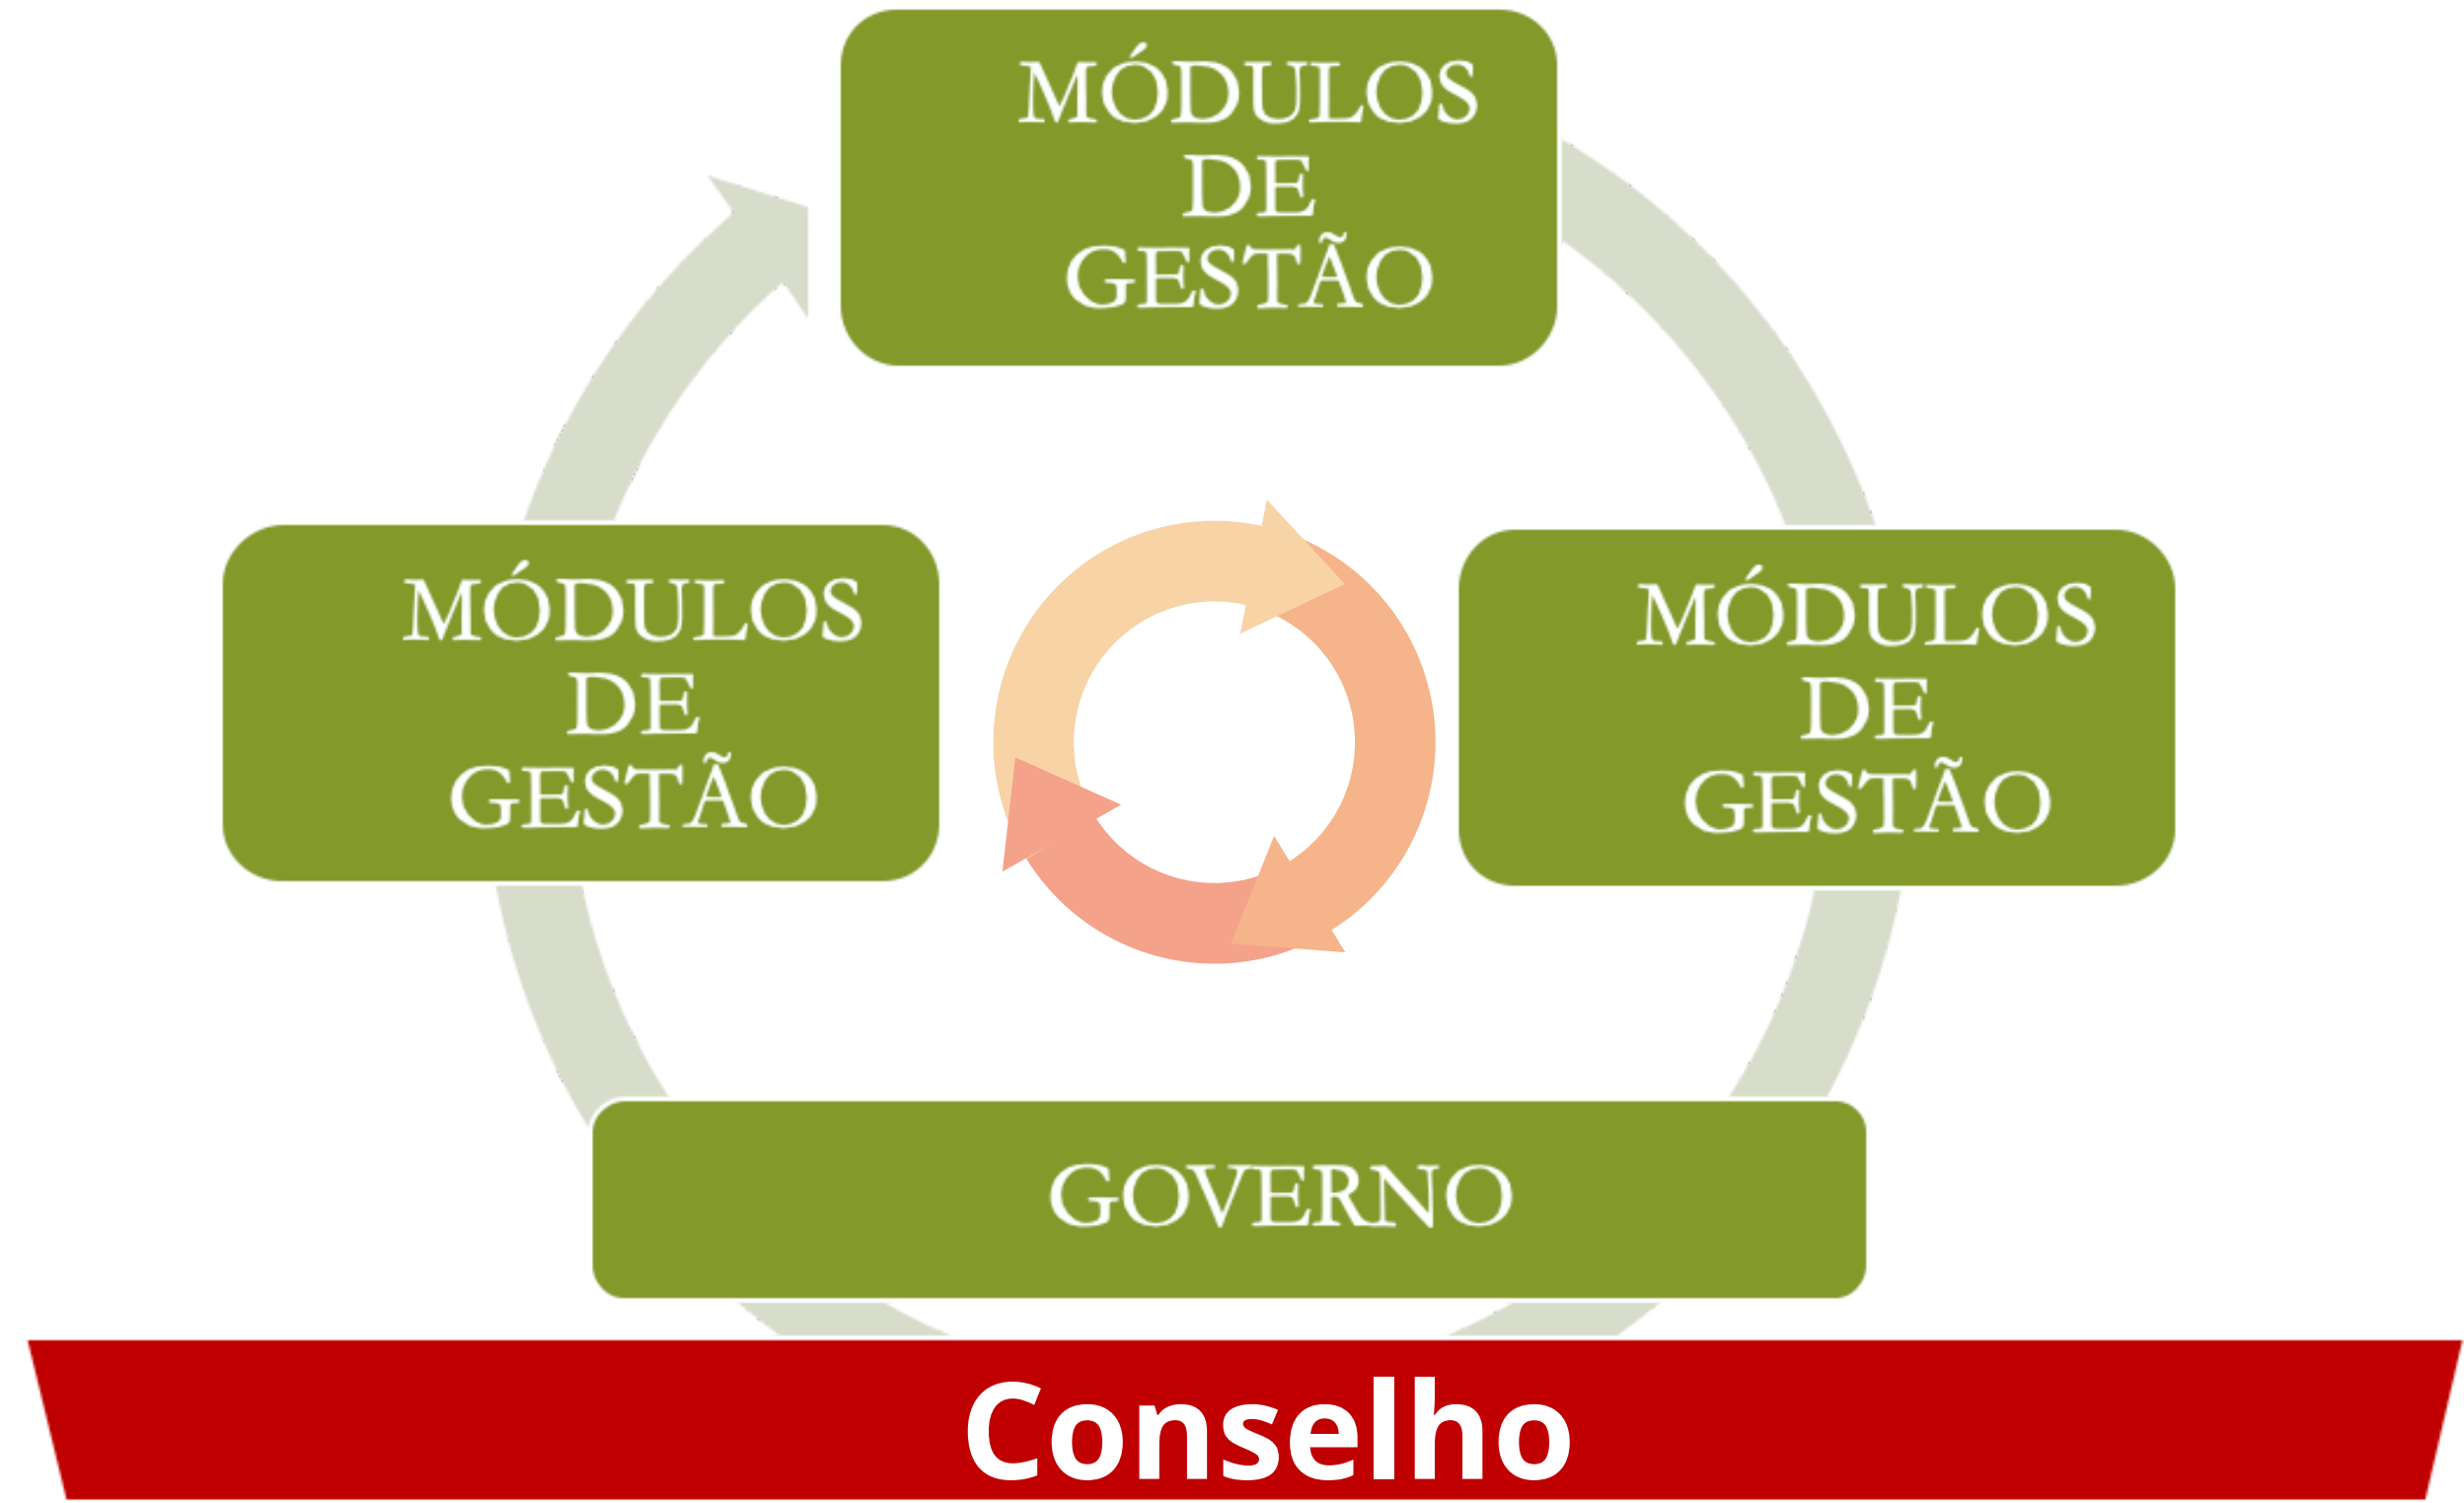 MÓDULOS
DE
GESTÃO
MÓDULOS
DE
GESTÃO
MÓDULOS
DE
GESTÃO
GOVERNO
Conselho